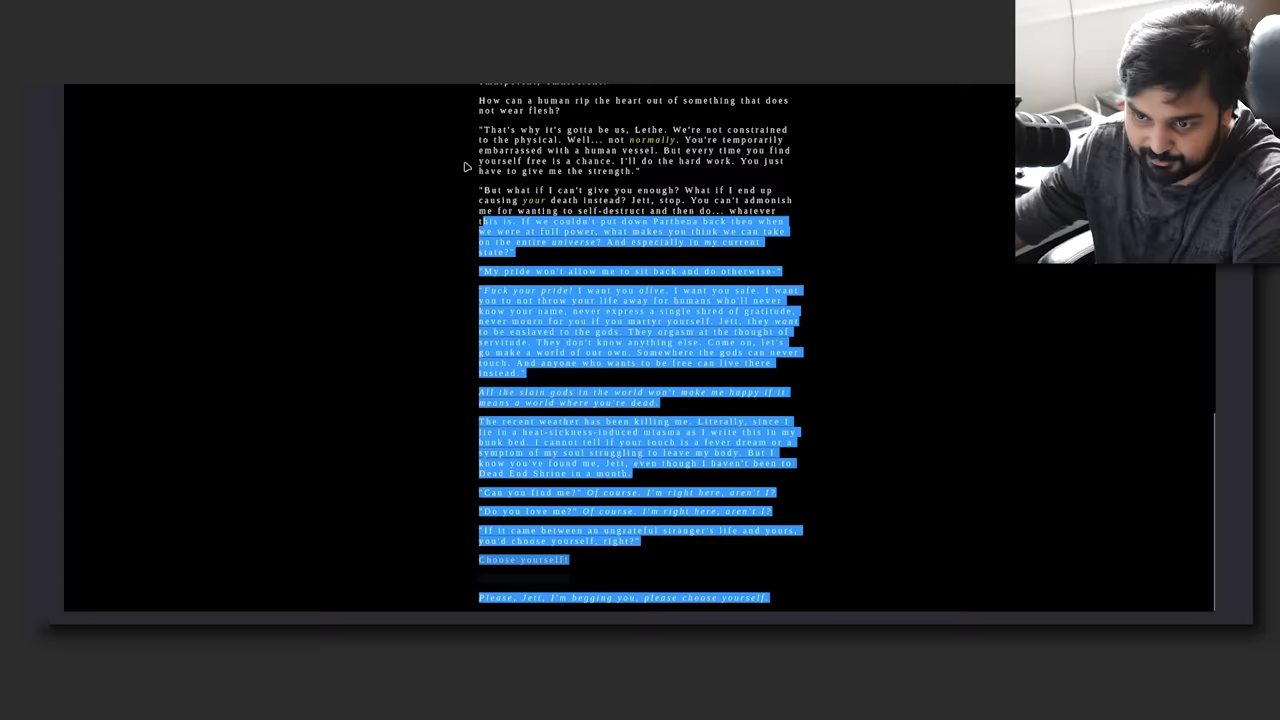 How can a human rip the heart out of something that does
not wear flesh?
"That's why it's gotta be us, Lethe. We're not constrained
to the physical. Well... not normally. You're temporarily
embarrassed with a human vessel. But every time you find
yourself free is a chance. I'll do the hard work. You just
have to give me the strength."
"But what if I can't give you enough? What if I end up
causing your death instead? Jett, stop. You can't admonish
me for wanting to self-destruct and then do... whatever
this is. If we couldn't put down Parthena back then when
we were at full power, what makes you think we can take
on the entire universe? And especially in my current
state?"
"My pride won't allow me to sit back and do otherwise-"
"Fuck your pride! I want you alive. I want you safe. I want
you to not throw your life away for humans who'll never
know your name, never express a single shred of gratitude,
never mourn for you if you martyr yourself. Jett, they want
to be enslaved to the gods. They orgasm at the thought of
servitude. They don't know anything else. Come on, let's
go make a world of our own. Somewhere the gods can never
touch. And anyone who wants to be free can live there
instead."
All the slain gods in the world won't make me happy if it
means a world where you're dead.
The recent weather has been killing me. Literally, since I
lie in a heat-sickness-induced miasma as I write this in my
bunk bed. I cannot tell if your touch is a fever dream or a
symptom of my soul struggling to leave my body. But I
know you've found me, Jett, even though I haven't been to
Dead End Shrine in a month.
"Can you find me?" Of course. I'm right here, aren't I?
"Do you love me?" Of course. I'm right here, aren't I?
"If it came between an ungrateful stranger's life and yours,
you'd choose yourself, right?"
Choose yourself!
Please, Jett, I'm begging you, please choose yourself.